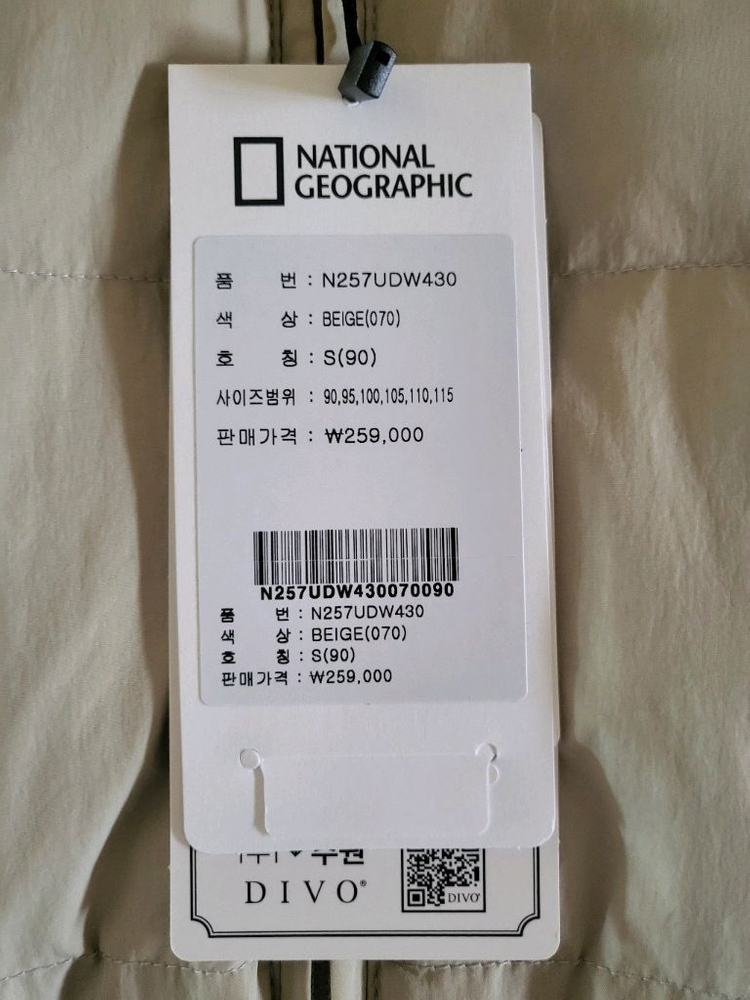 NATIONAL
GEOGRAPHIC
품 번 : N257UDW430
색 상 : BEIGE(070)
호 칭 : S(90)
사이즈범위 : 90,95,100,105,110,115
판매가격 : ₩259,000
N257UDW430070090
품 번 : N257UDW430
색 상 : BEIGE(070)
호 칭 : S(90)
판매가격 : ₩259,000
DIVO®
DIVO